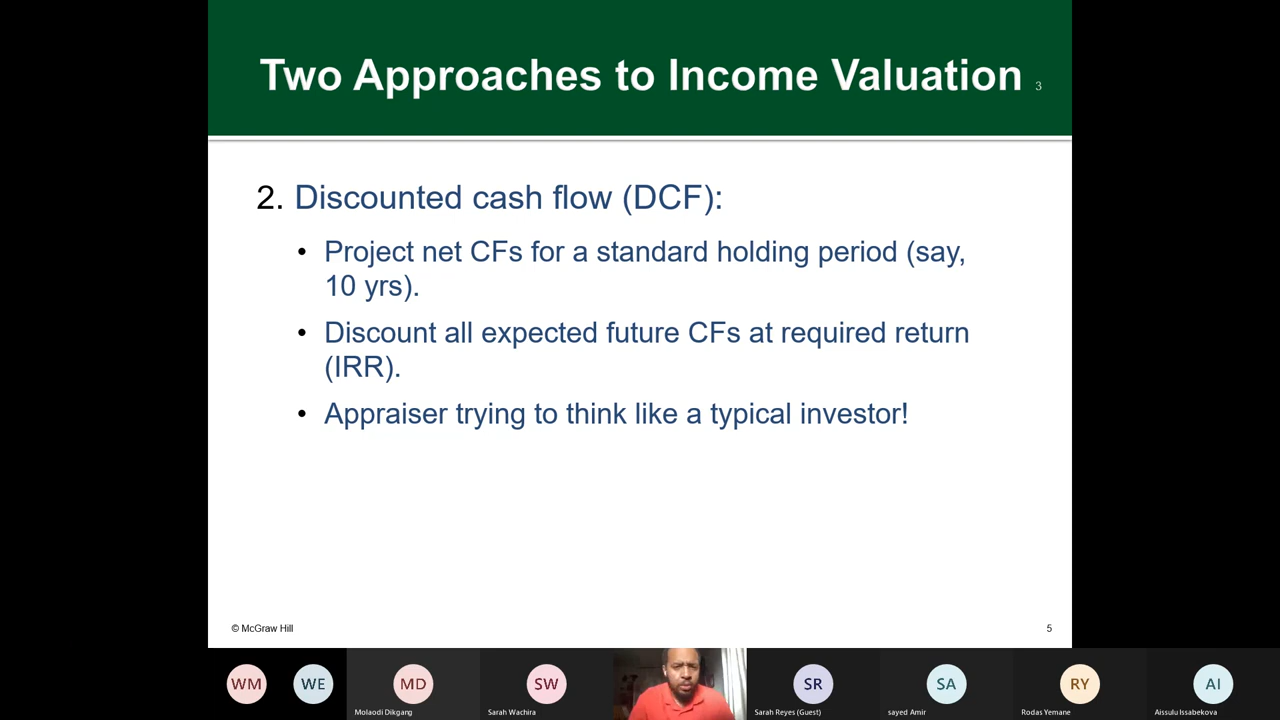 Two Approaches to Income Valuation 3
2. Discounted cash flow (DCF):
• Project net CFs for a standard holding period (say,
10 yrs).
• Discount all expected future CFs at required return
(IRR).
• Appraiser trying to think like a typical investor!
© McGraw Hill
5
WM
WE
MD
SW
SR
SA
RY
AI
Molaodi Dikgang
Sarah Wachira
Sarah Reyes (Guest)
sayed Amir
Rodas Yemane
Aissulu Issabekova